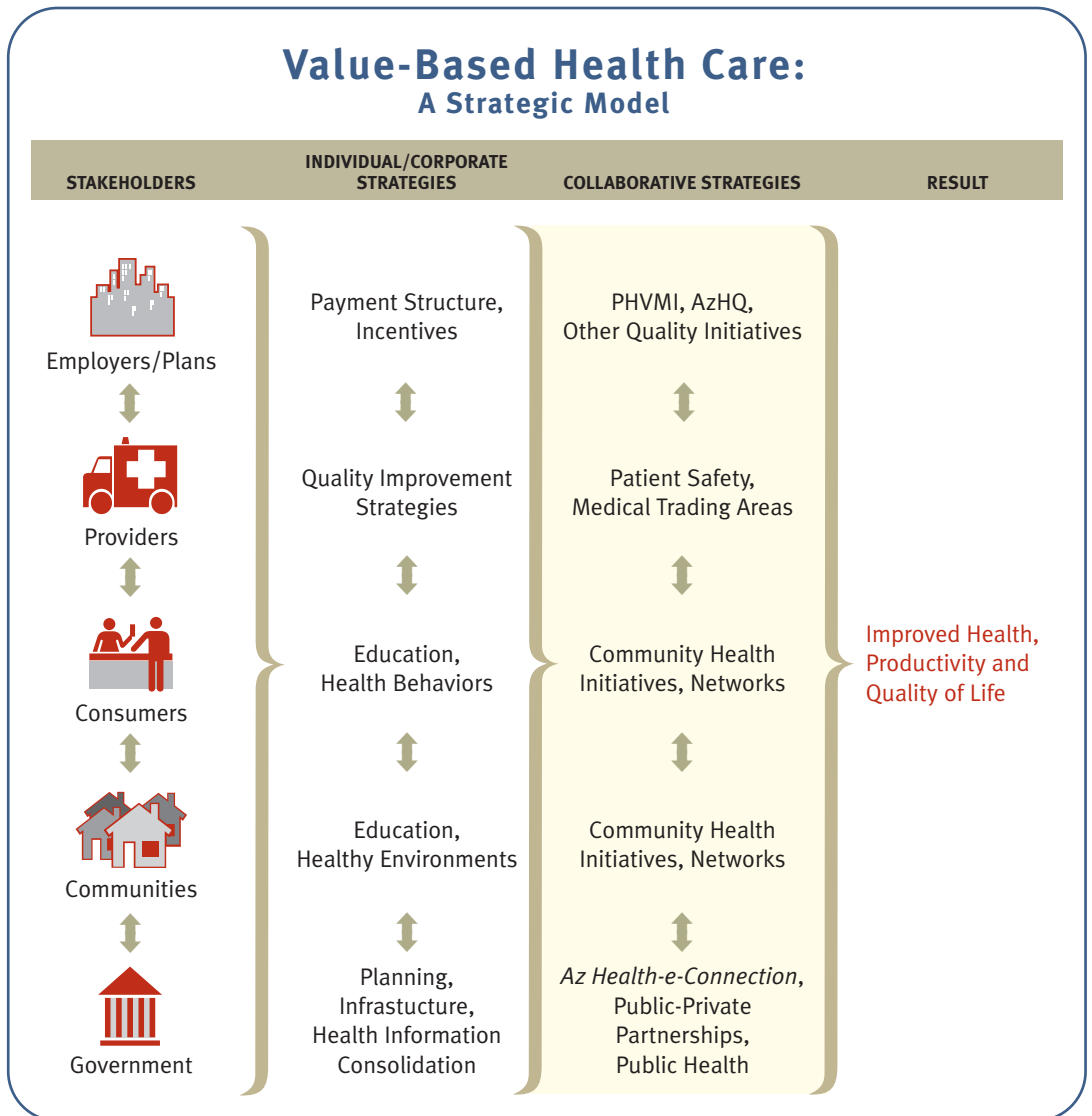 Value-Based Health Care:
A Strategic Model
STAKEHOLDERS
INDIVIDUAL/CORPORATE
STRATEGIES
COLLABORATIVE STRATEGIES
RESULT
Employers/Plans
Payment Structure,
Incentives
PHVMI, AzHQ,
Other Quality Initiatives
Providers
Quality Improvement
Strategies
Patient Safety,
Medical Trading Areas
Consumers
Education,
Health Behaviors
Community Health
Initiatives, Networks
Improved Health,
Productivity and
Quality of Life
Communities
Education,
Healthy Environments
Community Health
Initiatives, Networks
Government
Planning,
Infrastucture,
Health Information
Consolidation
Az Health-e-Connection,
Public-Private
Partnerships,
Public Health